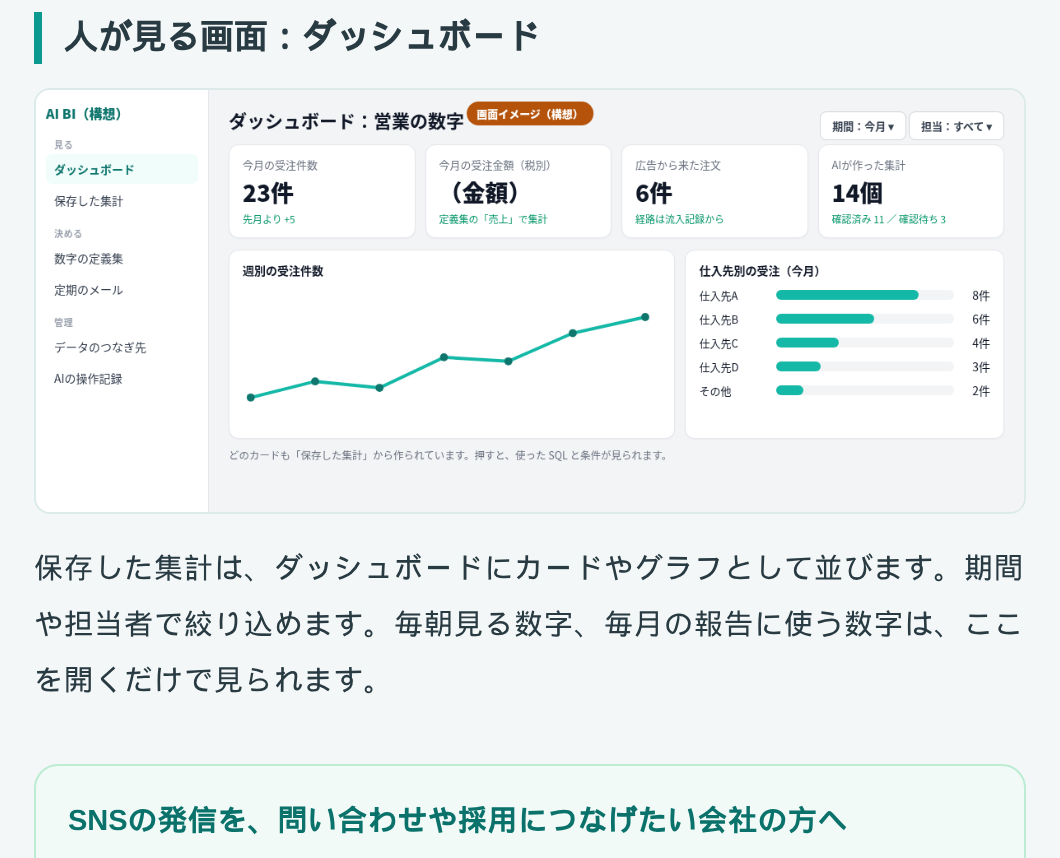 人が見る画面：ダッシュボード
AI BI（構想）
見る
ダッシュボード
保存した集計
決める
数字の定義集
定期のメール
管理
データのつなぎ先
AIの操作記録
ダッシュボード：営業の数字
画面イメージ（構想）
期間：今月 ▾
担当：すべて ▾
今月の受注件数
23件
先月より +5
今月の受注金額（税別）
（金額）
定義集の「売上」で集計
広告から来た注文
6件
経路は流入記録から
AIが作った集計
14個
確認済み 11 ／ 確認待ち 3
週別の受注件数
仕入先別の受注（今月）
仕入先A 8件
仕入先B 6件
仕入先C 4件
仕入先D 3件
その他 2件
どのカードも「保存した集計」から作られています。押すと、使った SQL と条件が見られます。
保存した集計は、ダッシュボードにカードやグラフとして並びます。期間
や担当者で絞り込めます。毎朝見る数字、毎月の報告に使う数字は、ここ
を開くだけで見られます。
SNSの発信を、問い合わせや採用につなげたい会社の方へ